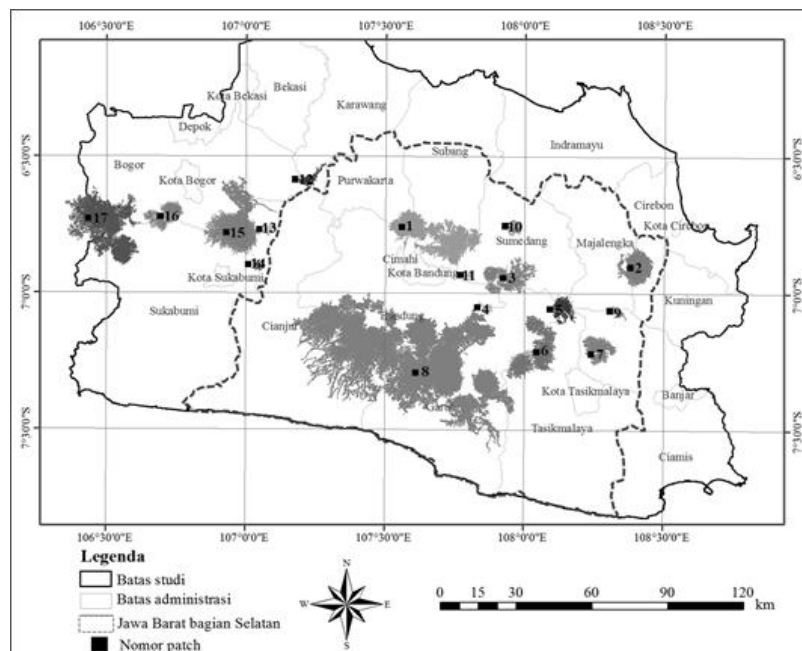 106°30'0"E 107°0'0"E 107°30'0"E 108°0'0"E 108°30'0"E
Bekasi
Kota Bekasi
Karawang
Depok
Indramayu
Subang
6°30'0"S 6°30'0"S
Bogor
12
Purwakarta
Kota Bogor
Cirebon
17 16 15 13 1 10
Kota Cirebon
Sumedang
Majalengka
Cimahi
14 Kota Bandung 11 3 2
Kota Sukabumi
7°0'0"S 7°0'0"S
Kuningan
Sukabumi
4 9
Cianjur
6 7
8
Kota Tasikmalaya
Banjar
Tasikmalaya
7°30'0"S 7°30'0"S
Ciamis
106°30'0"E 107°0'0"E 107°30'0"E 108°0'0"E 108°30'0"E
Legenda
Batas studi
Batas administrasi
Jawa Barat bagian Selatan
Nomor patch
N
W E
S
0 15 30 60 90 120
km